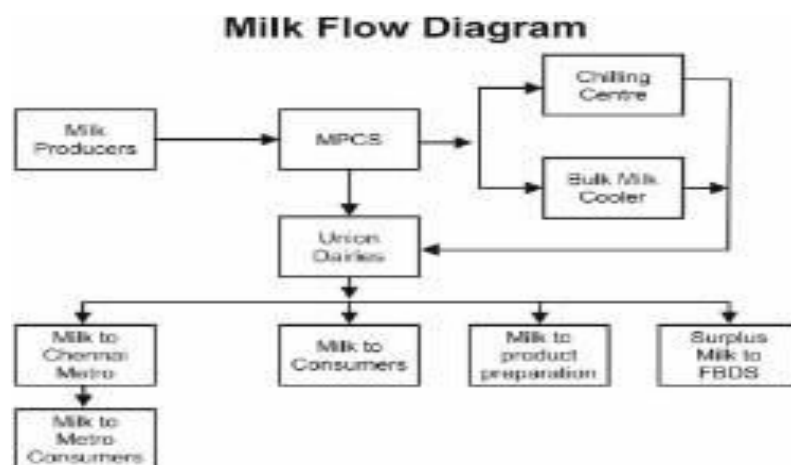 Milk Flow Diagram
Chilling
Centre
Milk
Producers
MPCS
Bulk Milk
Cooler
Union
Dairies
Milk to
Chennai
Metro
Milk to
Consumers
Milk to
product
preparation
Surplus
Milk to
FBDS
Milk to
Metro
Consumers